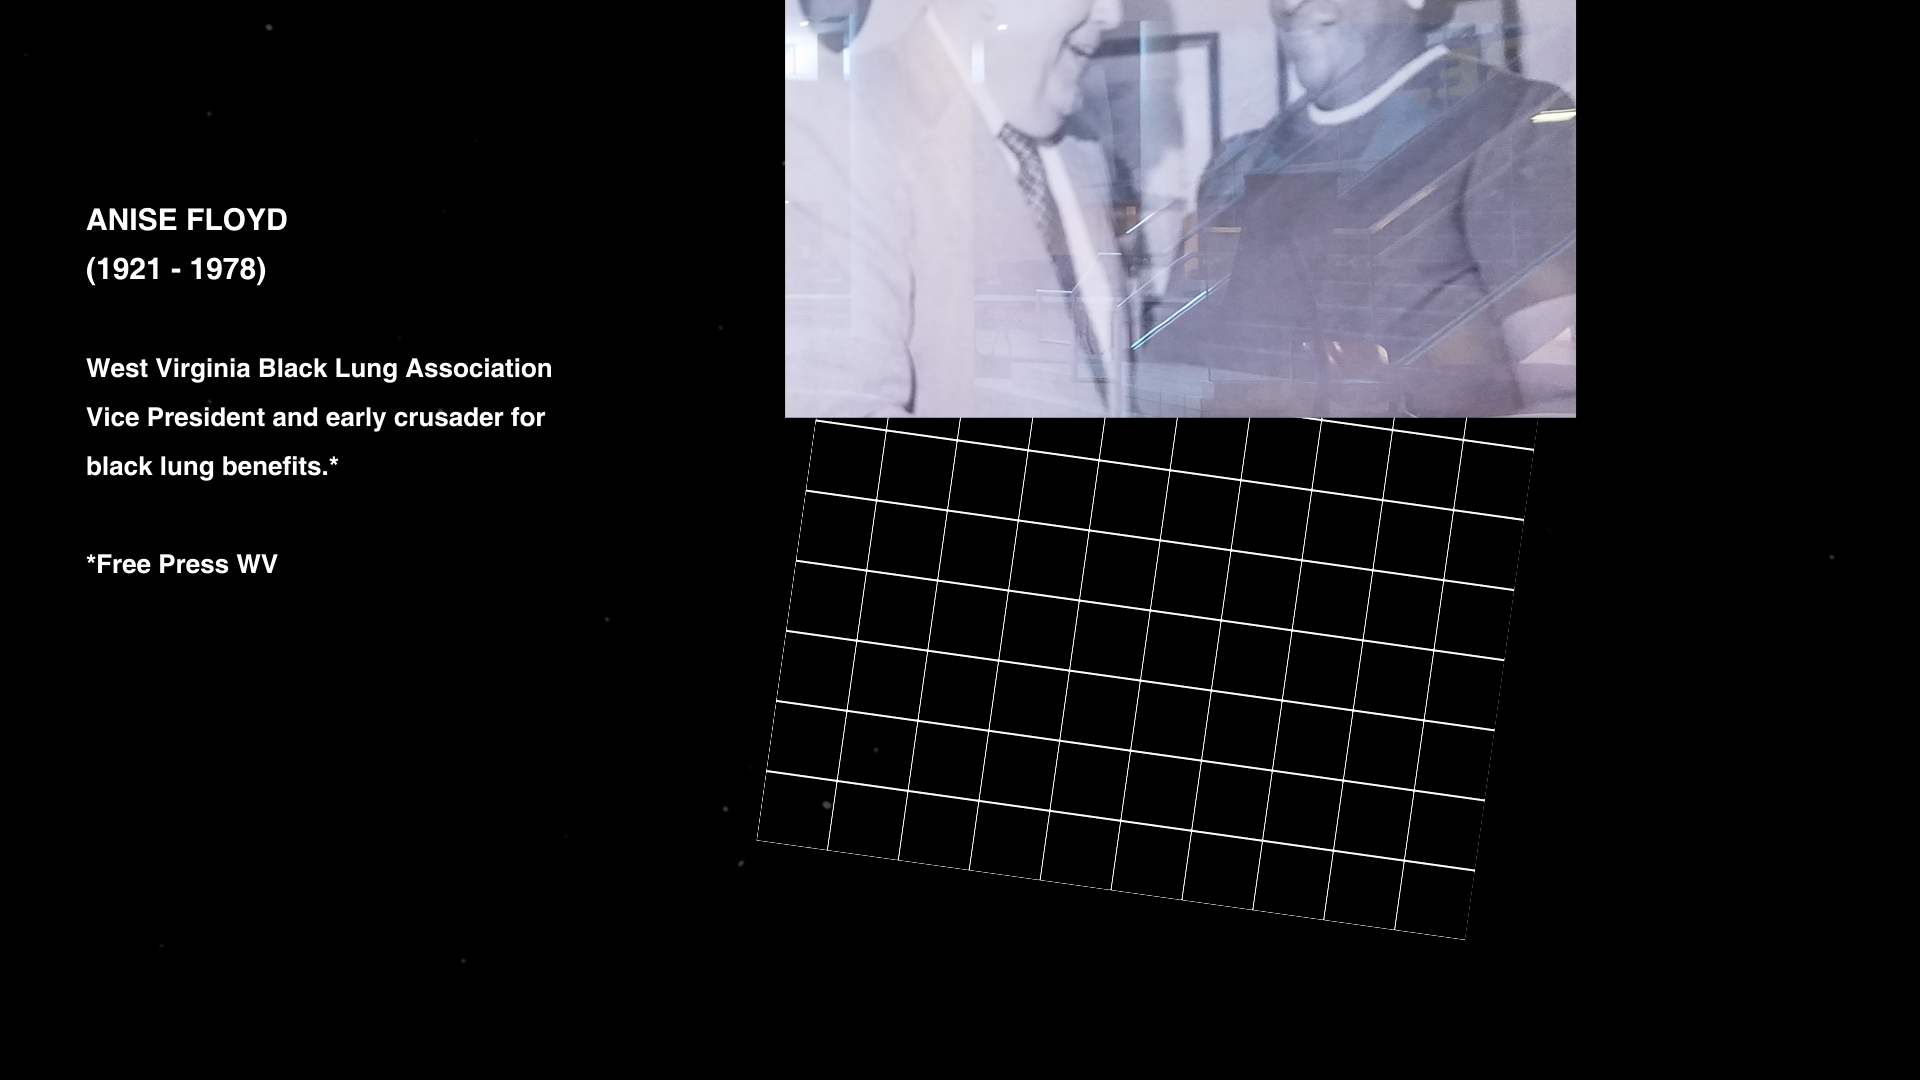 ANISE FLOYD
(1921 - 1978)
West Virginia Black Lung Association
Vice President and early crusader for
black lung benefits.*
*Free Press WV